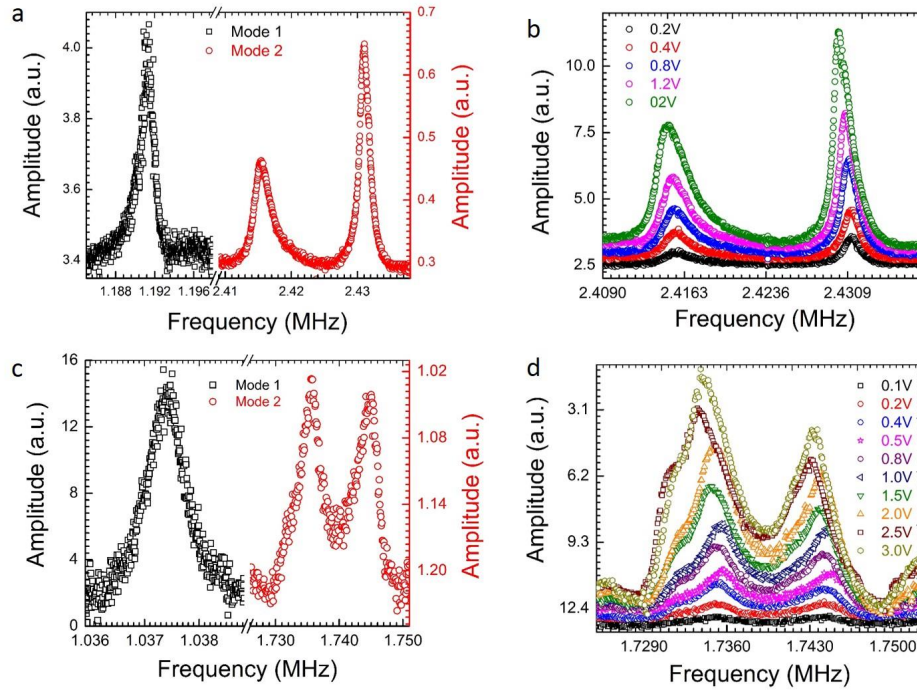 a
Mode 1
Mode 2
4.0
3.8
3.6
3.4
Amplitude (a.u.)
0.7
0.6
0.5
0.4
0.3
Amplitude (a.u.)
1.188 1.192 1.196 2.41 2.42 2.43
Frequency (MHz)
b
0.2V
0.4V
0.8V
1.2V
02V
10.0
7.5
5.0
2.5
Amplitude (a.u.)
2.4090 2.4163 2.4236 2.4309
Frequency (MHz)
c
Mode 1
Mode 2
16
12
8
4
0
Amplitude (a.u.)
1.02
1.08
1.14
1.20
Amplitude (a.u.)
1.036 1.037 1.038 1.730 1.740 1.750
Frequency (MHz)
d
0.1V
0.2V
0.4V
0.5V
0.8V
1.0V
1.5V
2.0V
2.5V
3.0V
3.1
6.2
9.3
12.4
Amplitude (a.u.)
1.7290 1.7360 1.7430 1.7500
Frequency (MHz)